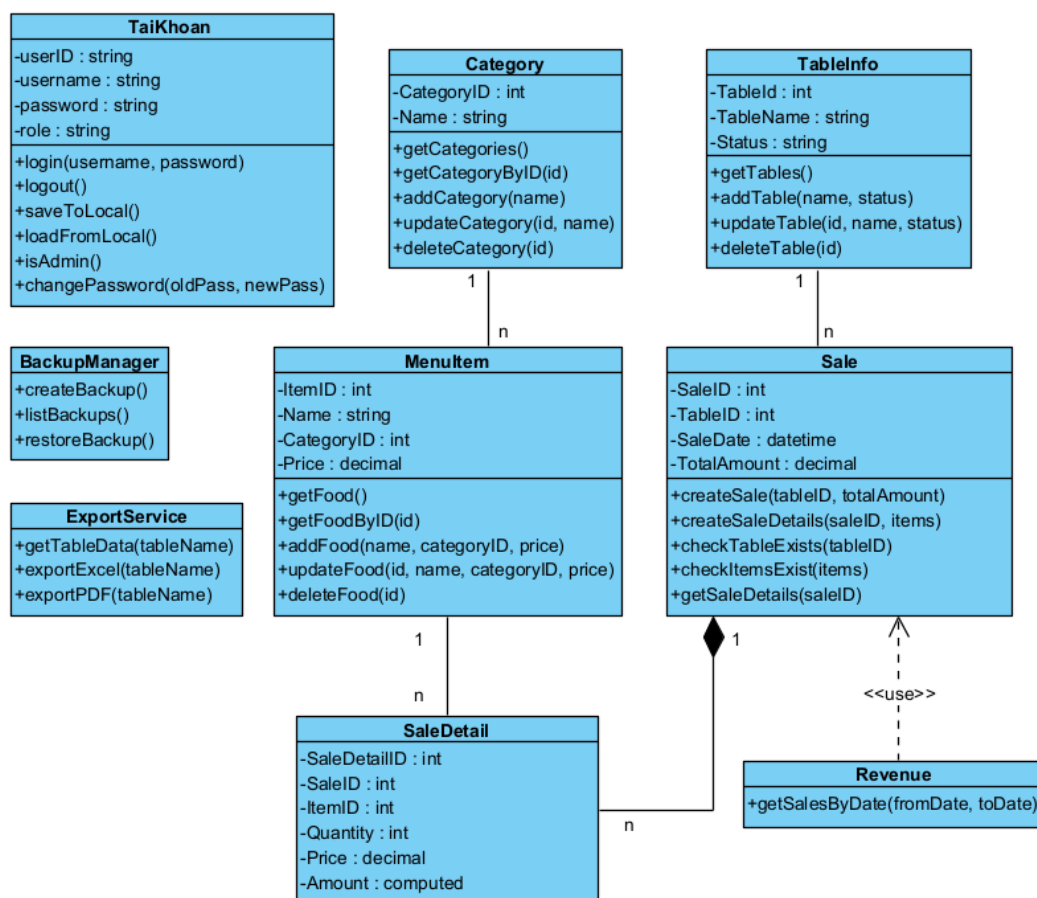 TaiKhoan
-userID : string
-username : string
-password : string
-role : string
+login(username, password)
+logout()
+saveToLocal()
+loadFromLocal()
+isAdmin()
+changePassword(oldPass, newPass)
Category
-CategoryID : int
-Name : string
+getCategories()
+getCategoryByID(id)
+addCategory(name)
+updateCategory(id, name)
+deleteCategory(id)
TableInfo
-TableId : int
-TableName : string
-Status : string
+getTables()
+addTable(name, status)
+updateTable(id, name, status)
+deleteTable(id)
1
n
1
n
BackupManager
+createBackup()
+listBackups()
+restoreBackup()
ExportService
+getTableData(tableName)
+exportExcel(tableName)
+exportPDF(tableName)
MenuItem
-ItemID : int
-Name : string
-CategoryID : int
-Price : decimal
+getFood()
+getFoodByID(id)
+addFood(name, categoryID, price)
+updateFood(id, name, categoryID, price)
+deleteFood(id)
Sale
-SaleID : int
-TableID : int
-SaleDate : datetime
-TotalAmount : decimal
+createSale(tableID, totalAmount)
+createSaleDetails(saleID, items)
+checkTableExists(tableID)
+checkItemsExist(items)
+getSaleDetails(saleID)
1
n
1
n
<<use>>
SaleDetail
-SaleDetailID : int
-SaleID : int
-ItemID : int
-Quantity : int
-Price : decimal
-Amount : computed
Revenue
+getSalesByDate(fromDate, toDate)